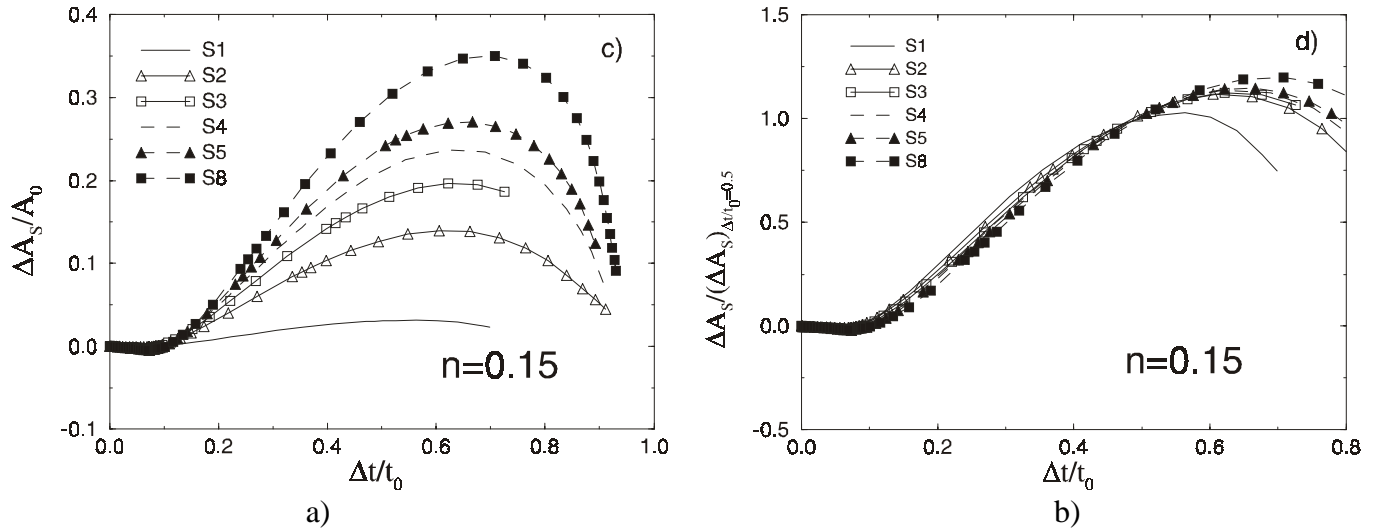 0.4
0.3
0.2
0.1
0.0
-0.1
ΔA_S/A_0
S1
S2
S3
S4
S5
S8
c)
n=0.15
0.0 0.2 0.4 0.6 0.8 1.0
Δt/t_0
a)
1.5
1.0
0.5
0.0
-0.5
ΔA_S/(ΔA_S)_Δt/t_0=0.5
S1
S2
S3
S4
S5
S8
d)
n=0.15
0.0 0.2 0.4 0.6 0.8
Δt/t_0
b)